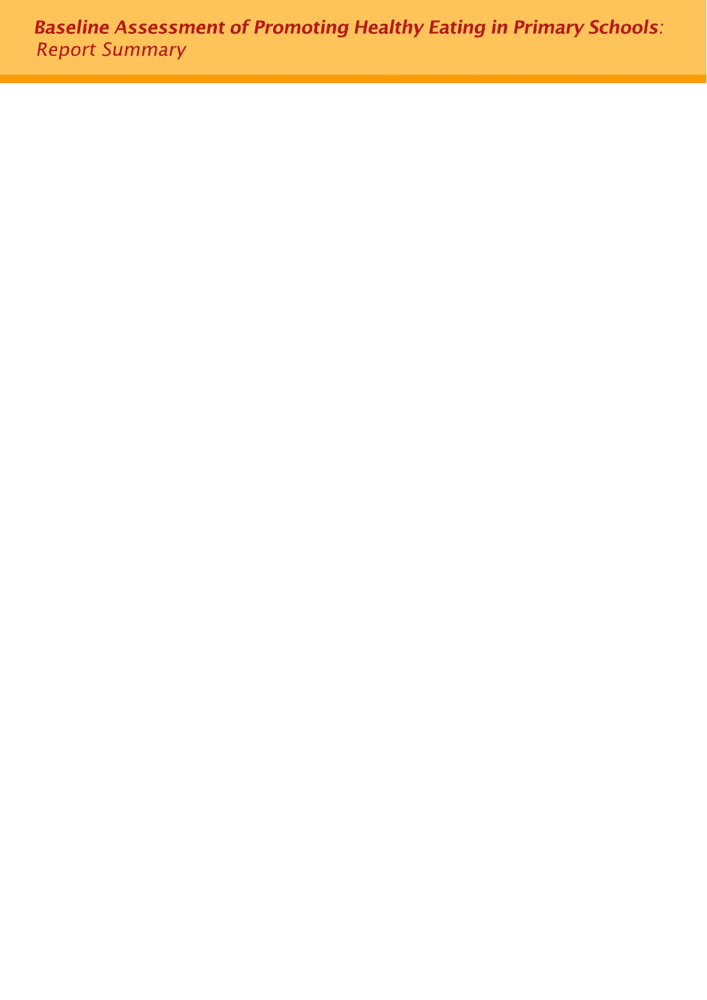 Baseline Assessment of Promoting Healthy Eating in Primary Schools:
Report Summary